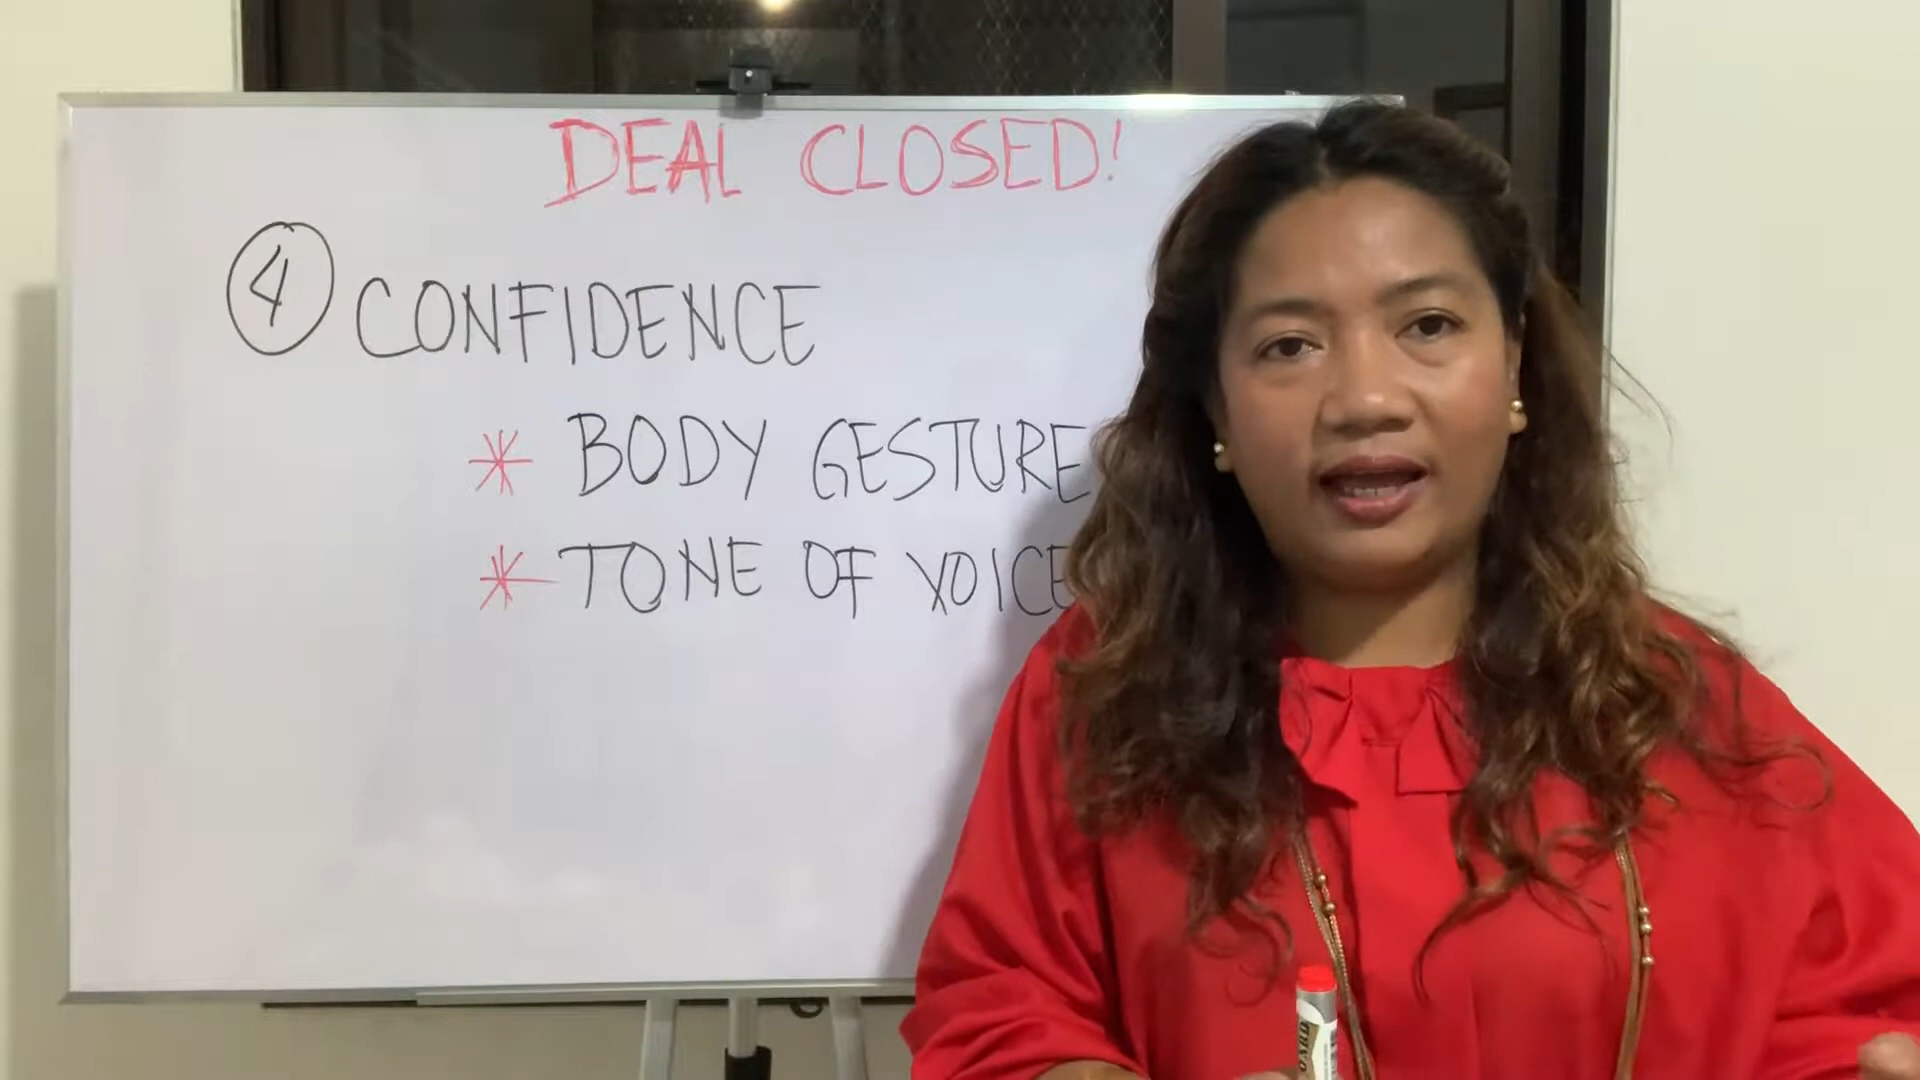 DEAL CLOSED!
4 CONFIDENCE
* BODY GESTURE
* TONE OF VOICE